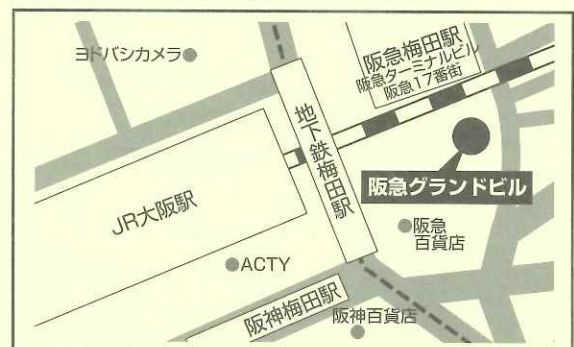 ヨドバシカメラ
阪急梅田駅
阪急ターミナルビル
阪急17番街
地下鉄梅田駅
阪急グランドビル
JR大阪駅
阪急
百貨店
ACTY
阪神梅田駅
阪神百貨店